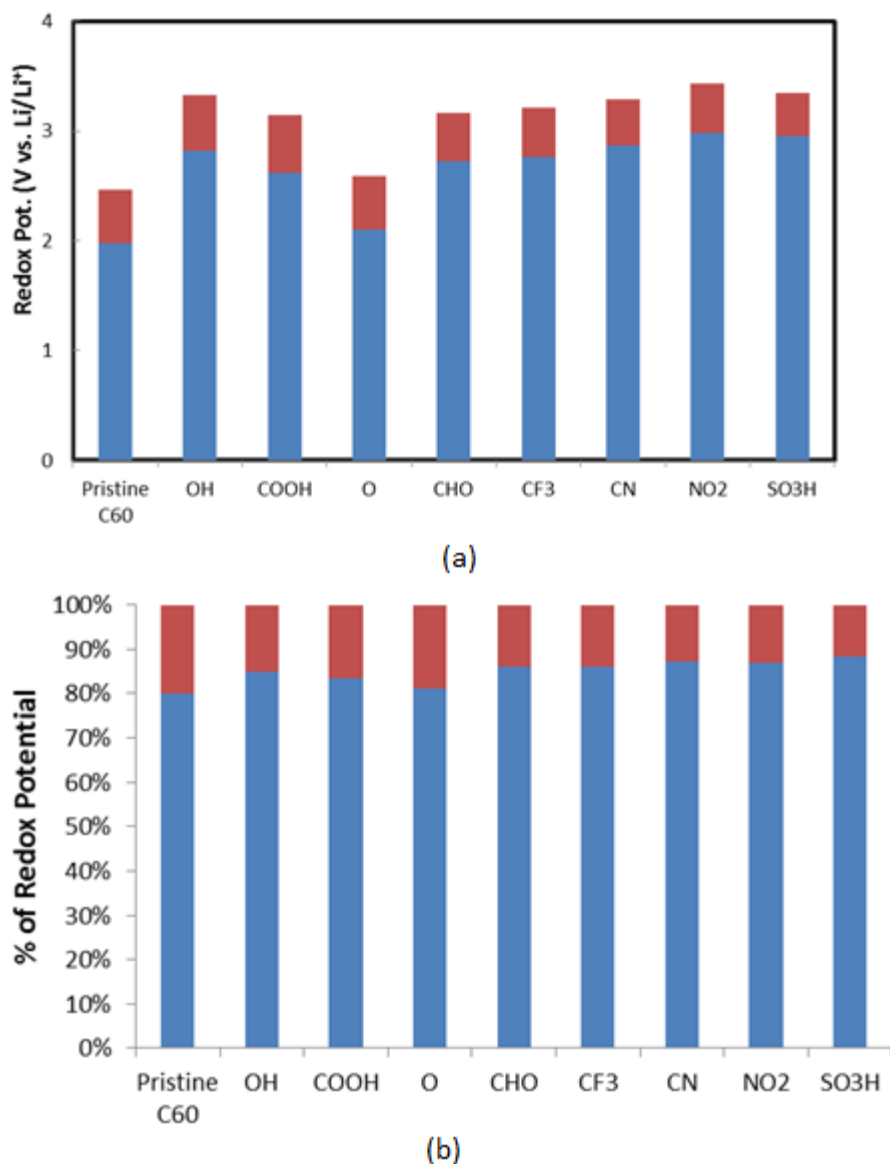 Redox Pot. (V vs. Li/Li⁺)
4
3
2
1
0
Pristine C60
OH
COOH
O
CHO
CF3
CN
NO2
SO3H
(a)
% of Redox Potential
100%
90%
80%
70%
60%
50%
40%
30%
20%
10%
0%
Pristine C60
OH
COOH
O
CHO
CF3
CN
NO2
SO3H
(b)